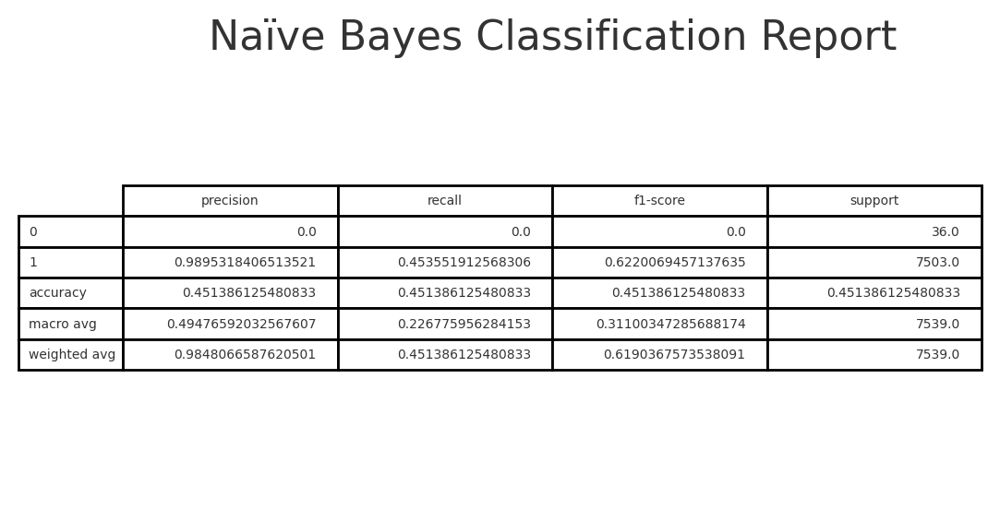 Naïve Bayes Classification Report
precision recall f1-score support
0 0.0 0.0 0.0 36.0
1 0.9895318406513521 0.453551912568306 0.6220069457137635 7503.0
accuracy 0.451386125480833 0.451386125480833 0.451386125480833 0.451386125480833
macro avg 0.49476592032567607 0.226775956284153 0.31100347285688174 7539.0
weighted avg 0.9848066587620501 0.451386125480833 0.6190367573538091 7539.0